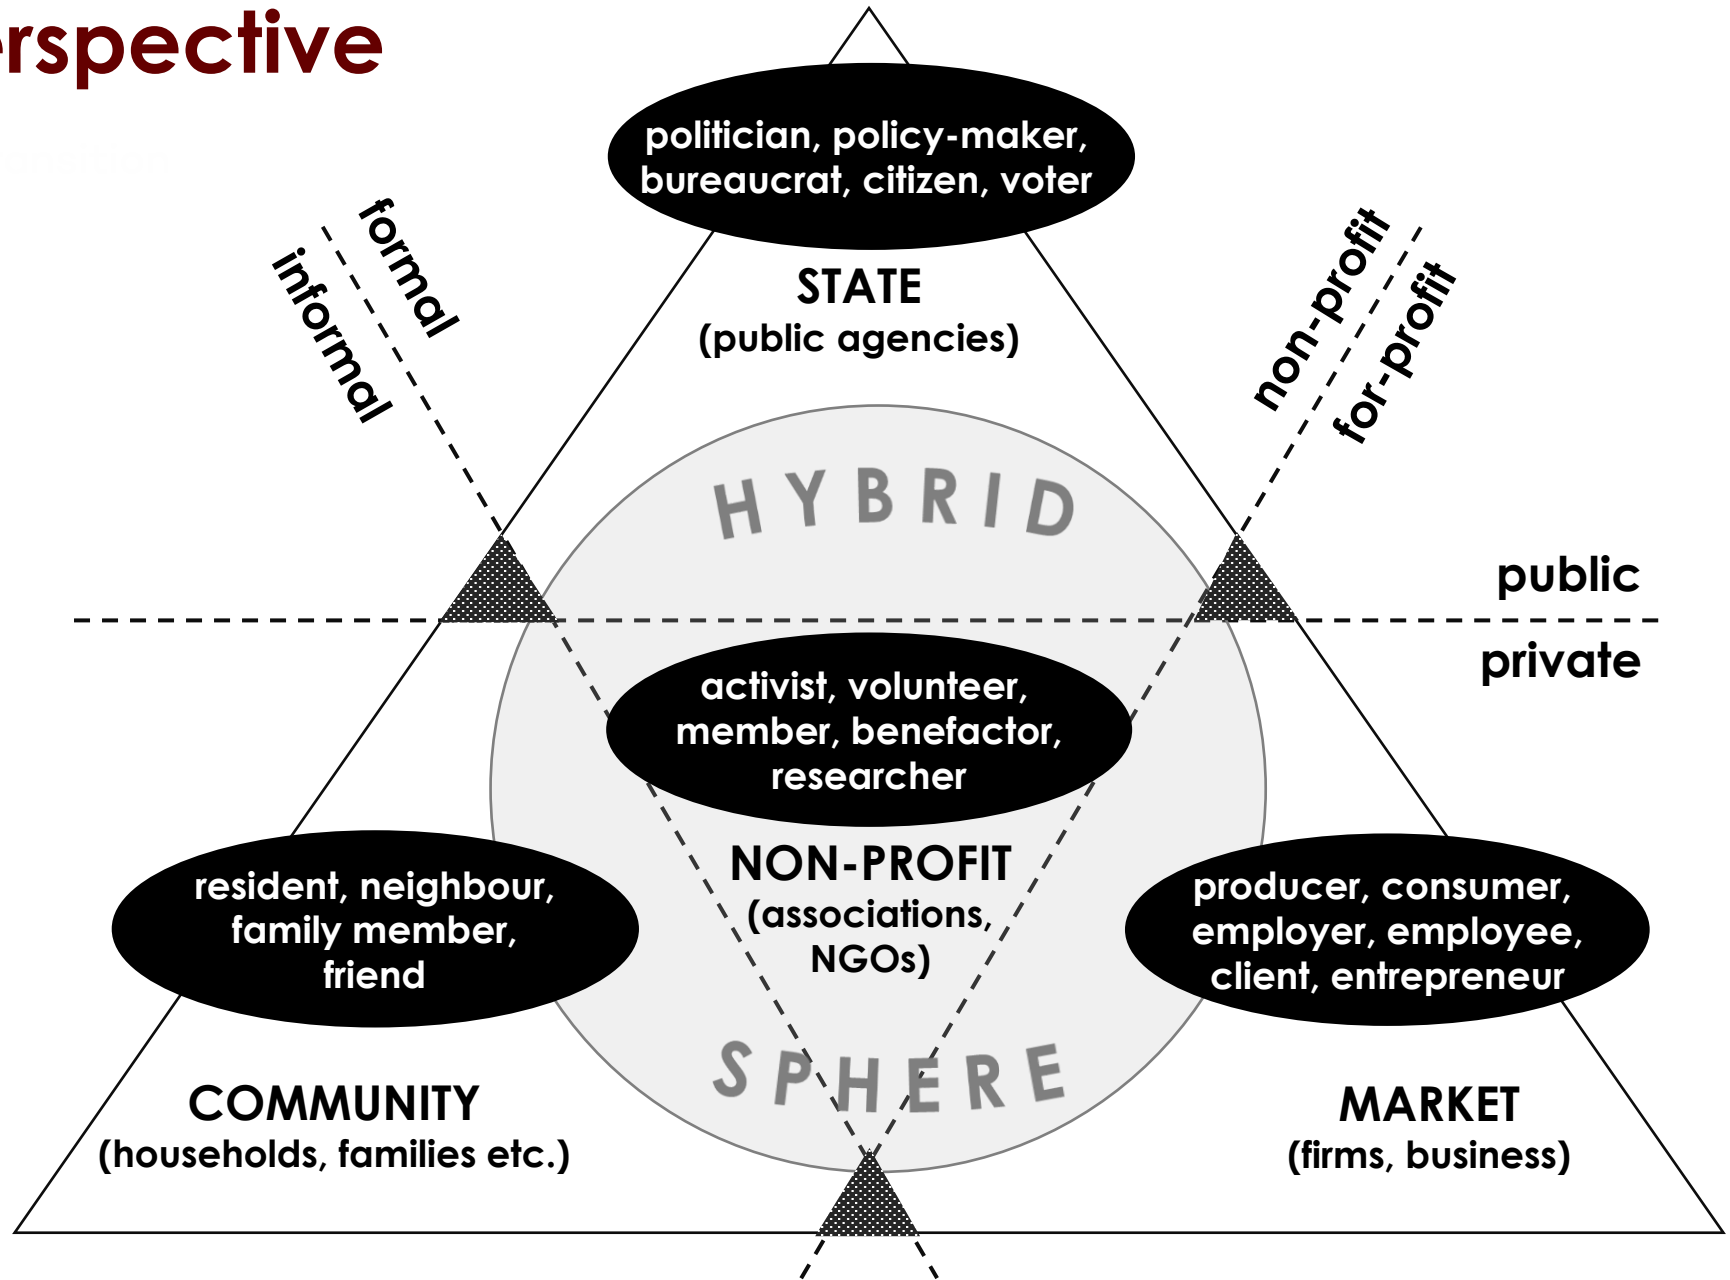 erspective
politician, policy-maker,
bureaucrat, citizen, voter
formal
informal
non-profit
for-profit
STATE
(public agencies)
HYBRID
public
private
activist, volunteer,
member, benefactor,
researcher
NON-PROFIT
(associations,
NGOs)
resident, neighbour,
family member,
friend
producer, consumer,
employer, employee,
client, entrepreneur
SPHERE
COMMUNITY
(households, families etc.)
MARKET
(firms, business)